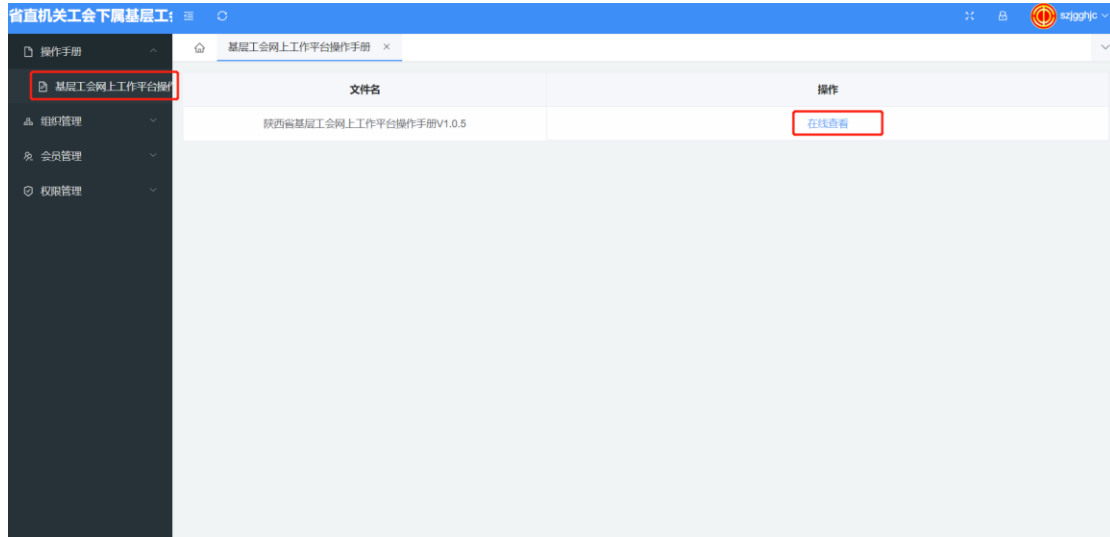 省直机关工会下属基层工
szjgghjc
操作手册
基层工会网上工作平台操作手册
基层工会网上工作平台操
文件名
操作
组织管理
陕西省基层工会网上工作平台操作手册V1.0.5
在线查看
会员管理
权限管理